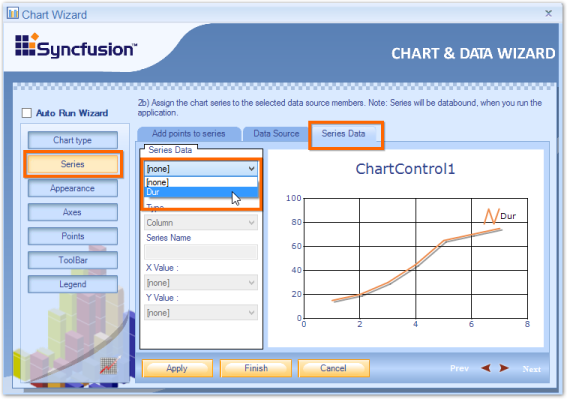 Chart Wizard
x
Syncfusion™
CHART & DATA WIZARD
2b) Assign the chart series to the selected data source members. Note: Series will be databound, when you run the
application.
Auto Run Wizard
Add points to series Data Source Series Data
Chart type
Series
Appearance
Axes
Points
ToolBar
Legend
Series Data
[none]
[none]
Dur
Type
Column
Series Name
X Value :
[none]
Y Value :
[none]
ChartControl1
Dur
100
80
60
40
20
0
0 2 4 6 8
Apply Finish Cancel
Prev Next